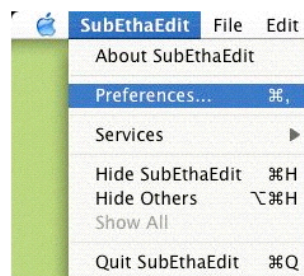 SubEthaEdit File Edit
About SubEthaEdit
Preferences... ⌘,
Services
Hide SubEthaEdit ⌘H
Hide Others ⌥⌘H
Show All
Quit SubEthaEdit ⌘Q